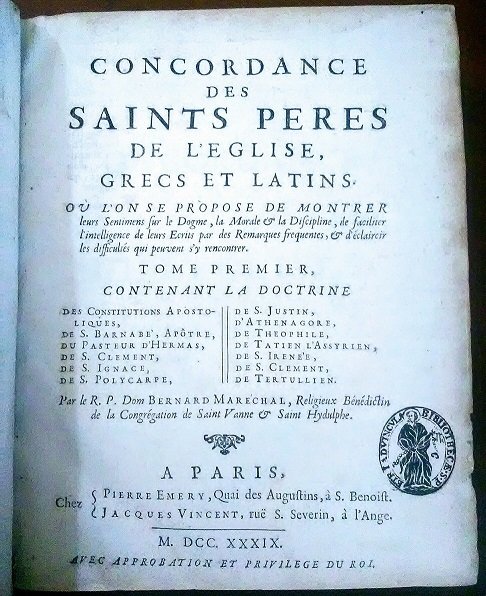 CONCORDANCE
DES
SAINTS PERES
DE L'EGLISE,
GRECS ET LATINS.
OÙ L'ON SE PROPOSE DE MONTRER
leurs Sentimens sur le Dogme, la Morale & la Discipline, de faciliter
l'intelligence de leurs Ecrits par des Remarques frequentes, & d'éclaircir
les difficultés qui peuvent s'y rencontrer.
TOME PREMIER,
CONTENANT LA DOCTRINE
DES CONSTITUTIONS APOSTO-
LIQUES,
DE S. BARNABE', APÔTRE,
DU PASTEUR D'HERMAS,
DE S. CLEMENT,
DE S. IGNACE,
DE S. POLYCARPE,
DE S. JUSTIN,
D'ATHENAGORE,
DE THEOPHILE,
DE TATIEN L'ASSYRIEN,
DE S. IRENE'E,
DE S. CLEMENT,
DE TERTULLIEN.
Par le R. P. Dom BERNARD MARECHAL, Religieux Bénédictin
de la Congrégation de Saint Vanne & Saint Hydulphe.
A PARIS,
Chez
PIERRE EMERY, Quai des Augustins, à S. Benoist.
JACQUES VINCENT, ruë S. Severin, à l'Ange.
M. DCC. XXXIX.
AVEC APPROBATION ET PRIVILEGE DU ROI.